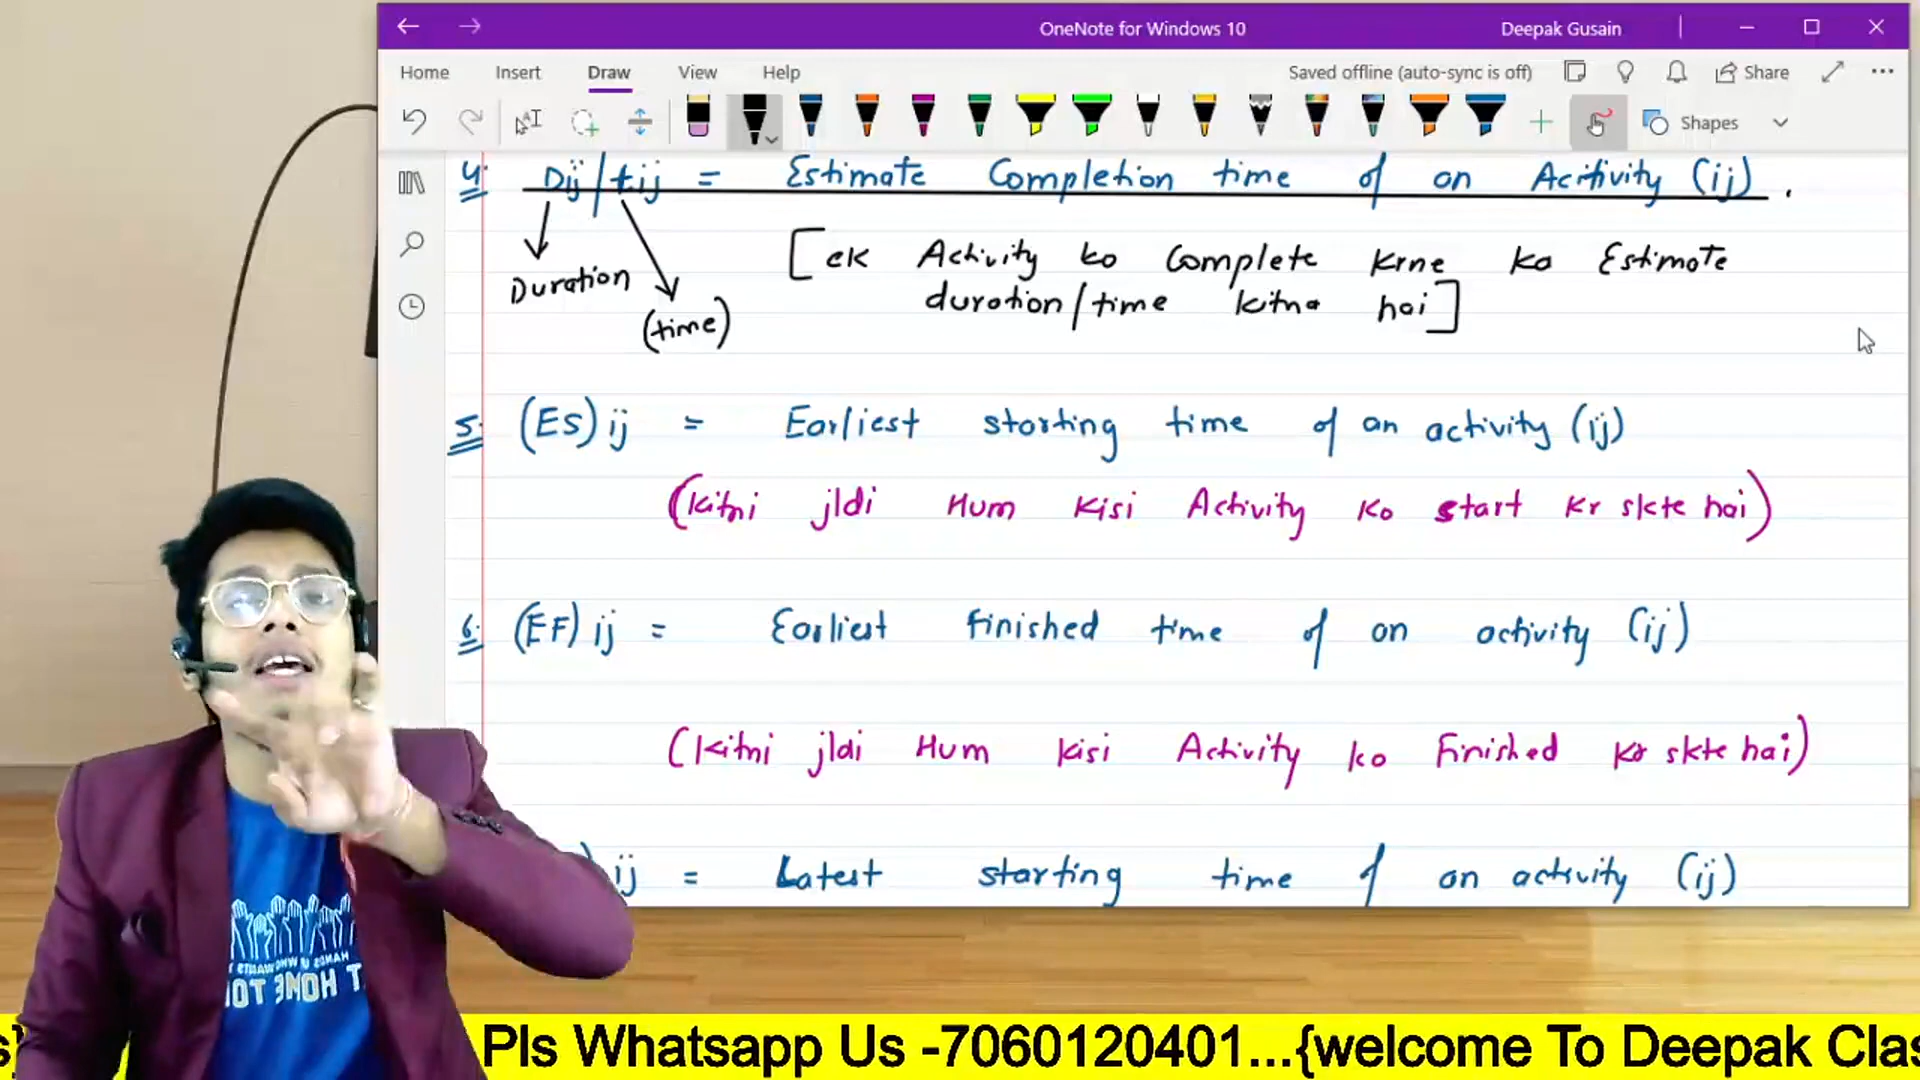 OneNote for Windows 10
Deepak Gusain
Home Insert Draw View Help
Saved offline (auto-sync is off)
Share
Shapes
4. Dij/tij = Estimate Completion time of an Acitivity (ij).
Duration
(time)
[ek Activity ko Complete krne ka Estimate
duration/time kitna hai]
5. (ES) ij = Earliest starting time of an activity (ij)
(kitni jldi Hum kisi Activity ko start kr skte hai)
6. (EF) ij = Earliest Finished time of an activity (ij)
(kitni jldi Hum kisi Activity ko Finished kr skte hai)
) ij = Latest starting time of an activity (ij)
HOME
s} Pls Whatsapp Us -7060120401...{welcome To Deepak Clas